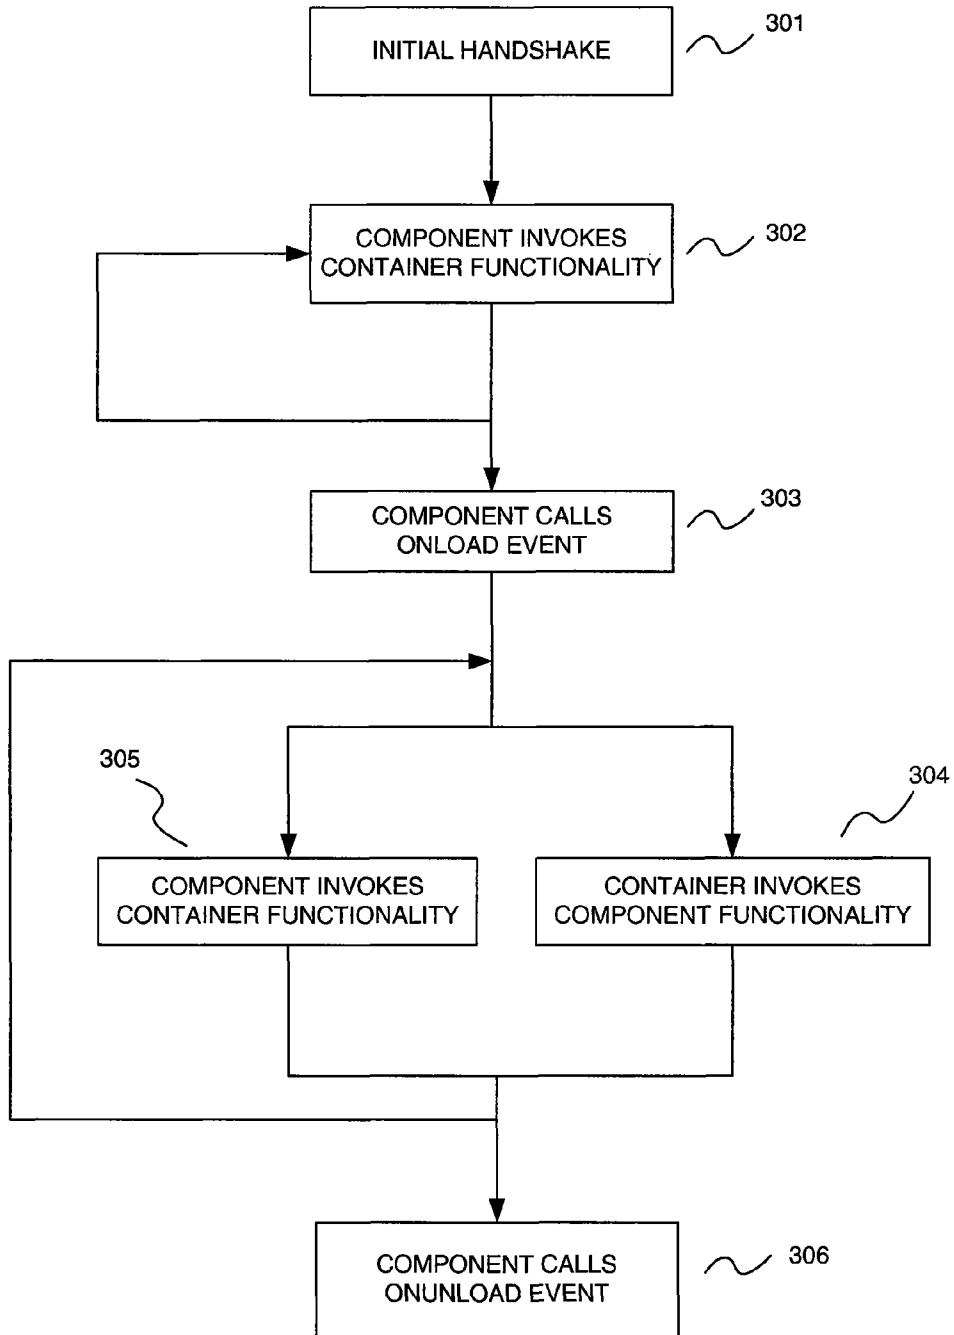 INITIAL HANDSHAKE
301
COMPONENT INVOKES
CONTAINER FUNCTIONALITY
302
COMPONENT CALLS
ONLOAD EVENT
303
305
304
COMPONENT INVOKES
CONTAINER FUNCTIONALITY
CONTAINER INVOKES
COMPONENT FUNCTIONALITY
COMPONENT CALLS
ONUNLOAD EVENT
306